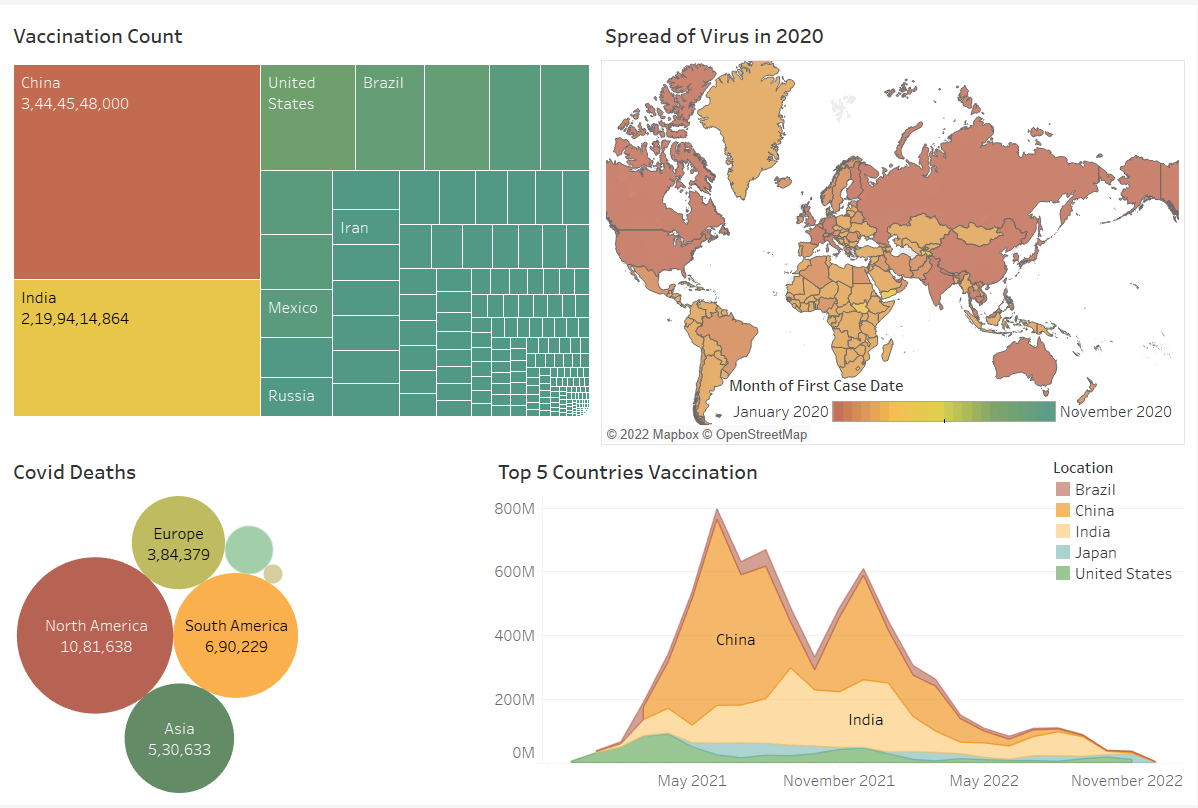 Vaccination Count
China
3,44,45,48,000
United
States
Brazil
Iran
India
2,19,94,14,864
Mexico
Russia
Spread of Virus in 2020
Month of First Case Date
January 2020
November 2020
© 2022 Mapbox © OpenStreetMap
Covid Deaths
Europe
3,84,379
North America
10,81,638
South America
6,90,229
Asia
5,30,633
Top 5 Countries Vaccination
800M
600M
400M
200M
0M
China
India
May 2021
November 2021
May 2022
November 2022
Location
Brazil
China
India
Japan
United States